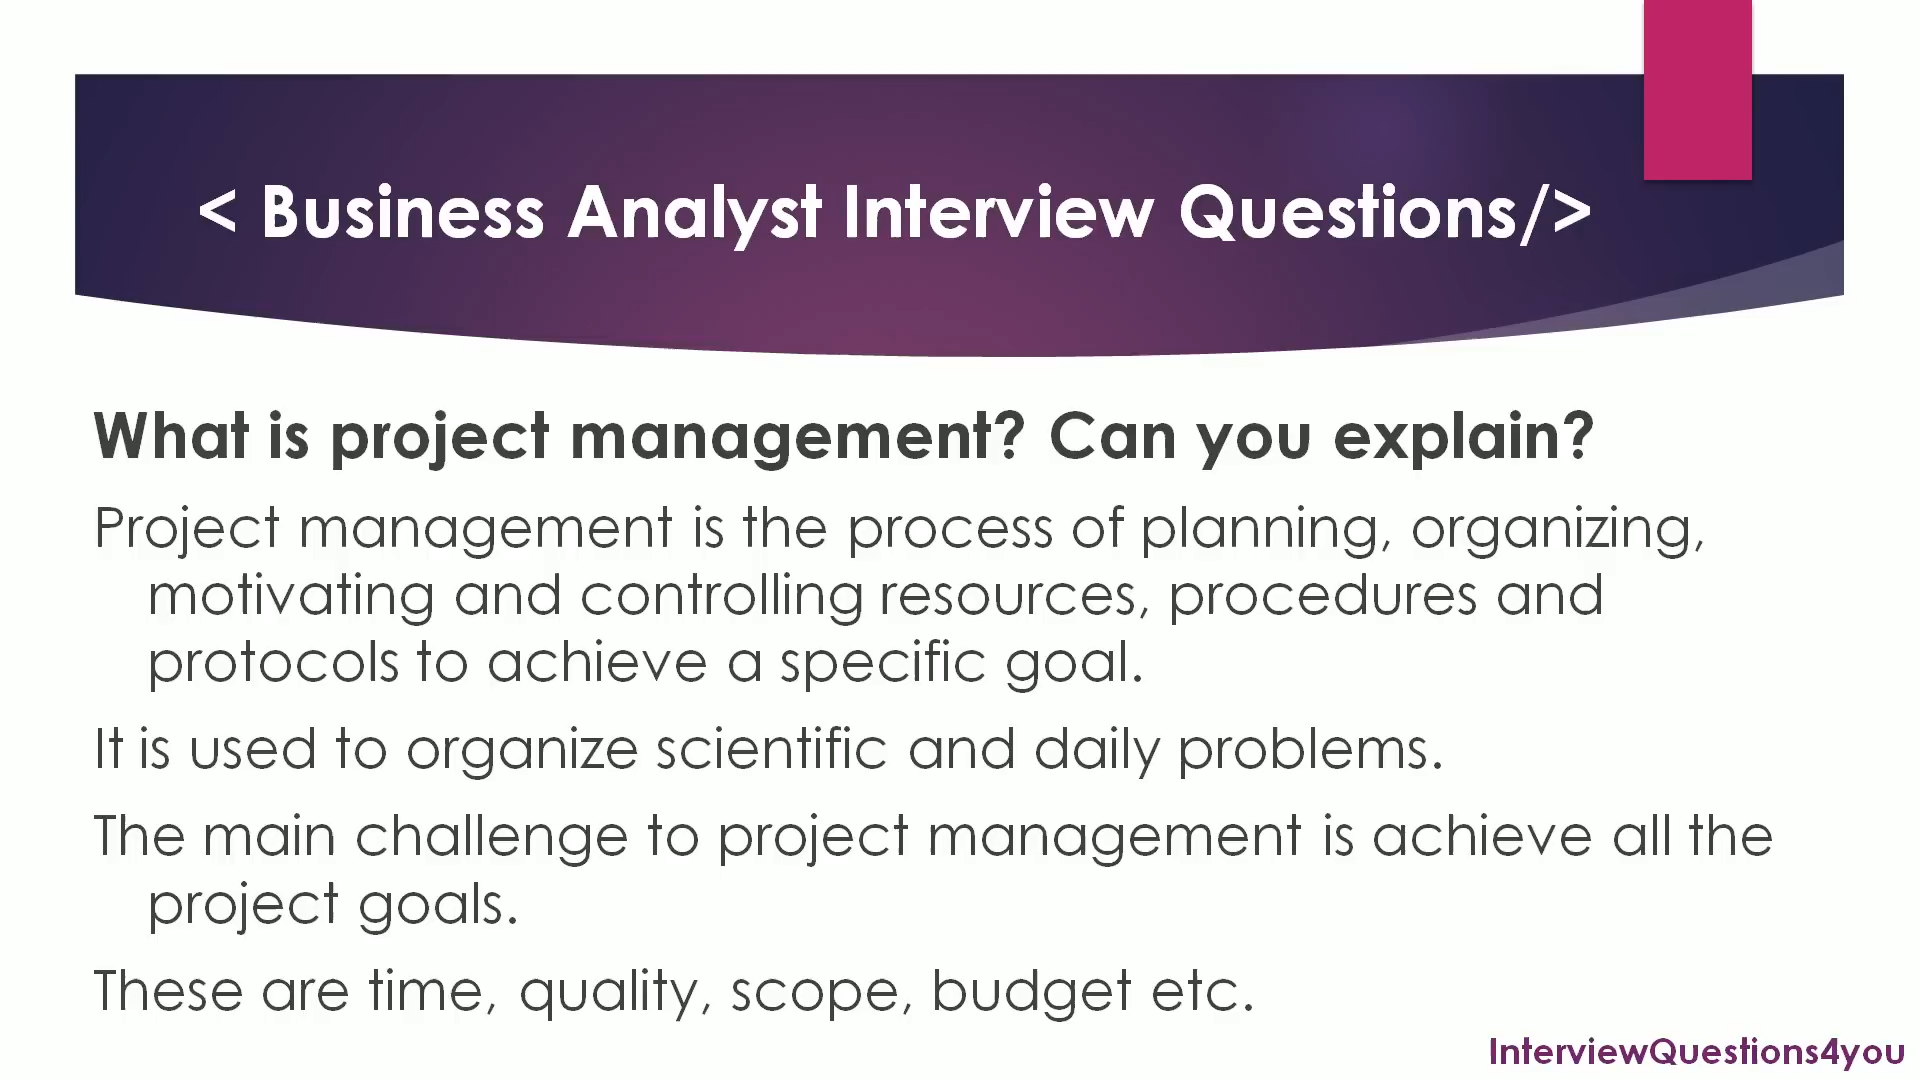 < Business Analyst Interview Questions/>
What is project management? Can you explain?
Project management is the process of planning, organizing,
motivating and controlling resources, procedures and
protocols to achieve a specific goal.
It is used to organize scientific and daily problems.
The main challenge to project management is achieve all the
project goals.
These are time, quality, scope, budget etc.
InterviewQuestions4you